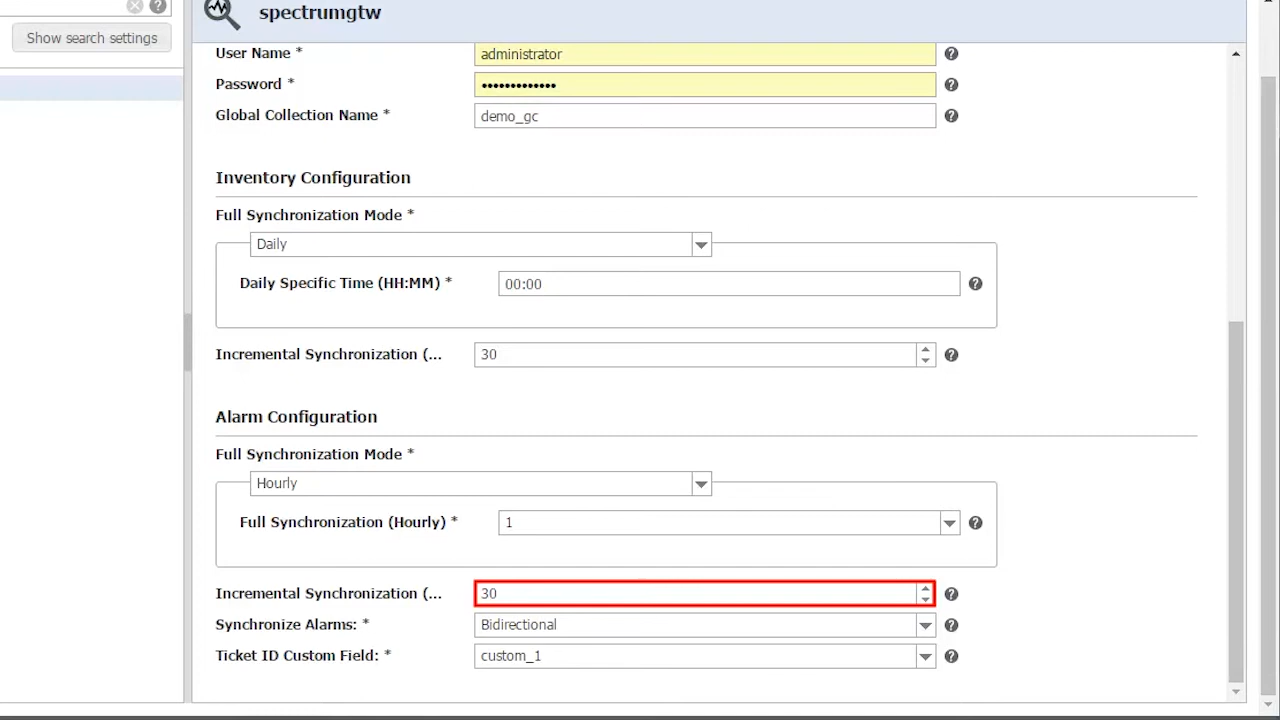 Show search settings
spectrumgtw
User Name * administrator
Password * •••••••••••••
Global Collection Name * demo_gc
Inventory Configuration
Full Synchronization Mode *
Daily
Daily Specific Time (HH:MM) * 00:00
Incremental Synchronization (... 30
Alarm Configuration
Full Synchronization Mode *
Hourly
Full Synchronization (Hourly) * 1
Incremental Synchronization (... 30
Synchronize Alarms: * Bidirectional
Ticket ID Custom Field: * custom_1